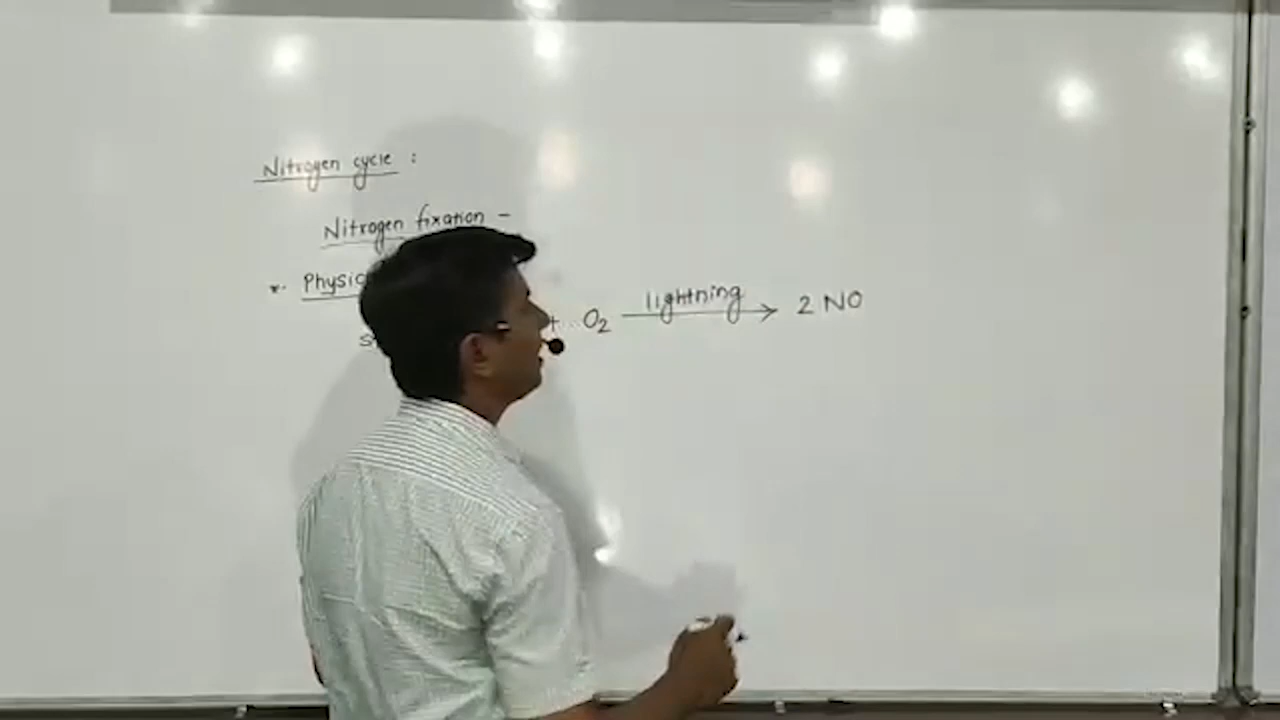 Nitrogen cycle :
Nitrogen fixation -
* Physic
+ O₂ lightning → 2 NO